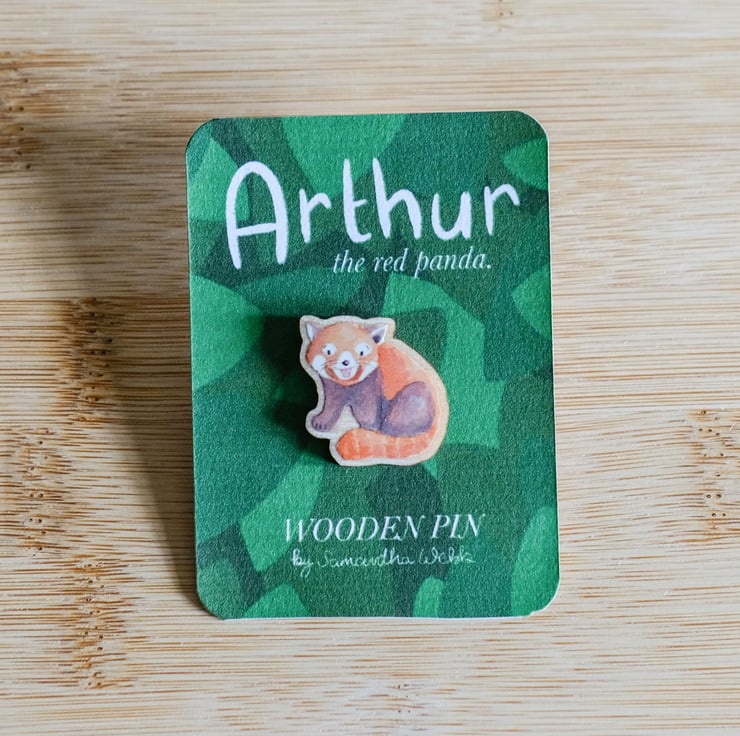 Arthur
the red panda.
WOODEN PIN
by Samantha Webb